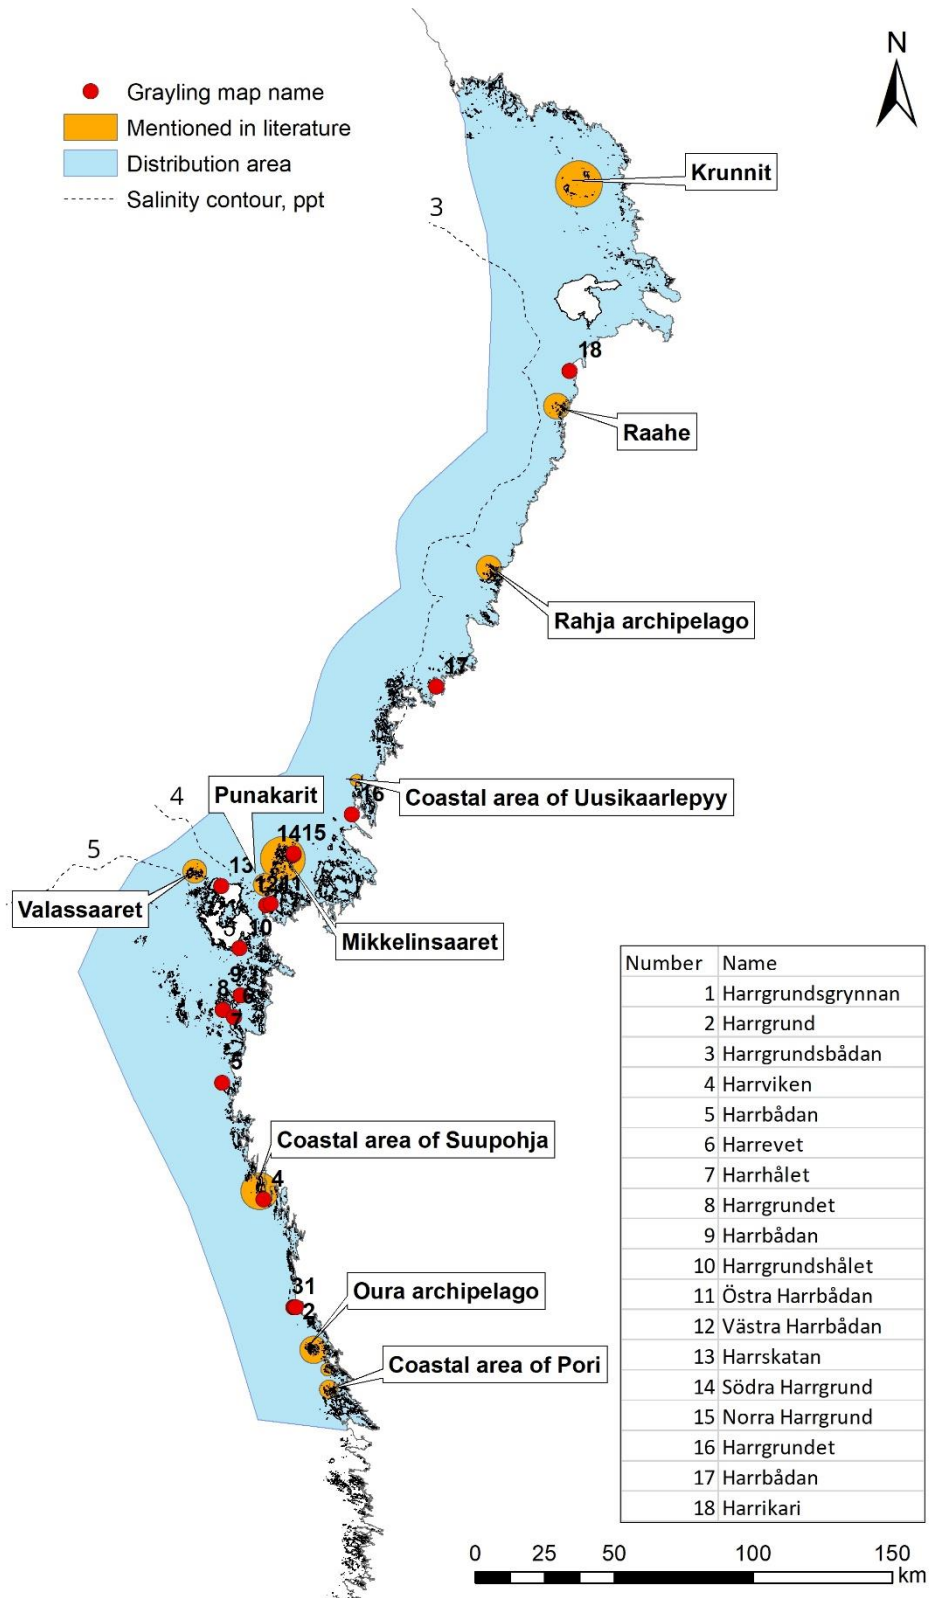 N
Grayling map name
Mentioned in literature
Distribution area
Salinity contour, ppt
Krunnit
3
18
Raahe
Rahja archipelago
17
Coastal area of Uusikaarlepyy
16
Punakarit
4
5
1415
13
Valassaaret
Mikkelinsaaret
10
9
8
7
5
Coastal area of Suupohja
4
31
2
Oura archipelago
Coastal area of Pori
Number Name
1 Harrgrundsgrynnan
2 Harrgrund
3 Harrgrundsbådan
4 Harrviken
5 Harrbådan
6 Harrevet
7 Harrhålet
8 Harrgrundet
9 Harrbådan
10 Harrgrundshålet
11 Östra Harrbådan
12 Västra Harrbådan
13 Harrskatan
14 Södra Harrgrund
15 Norra Harrgrund
16 Harrgrundet
17 Harrbådan
18 Harrikari
0 25 50 100 150
km